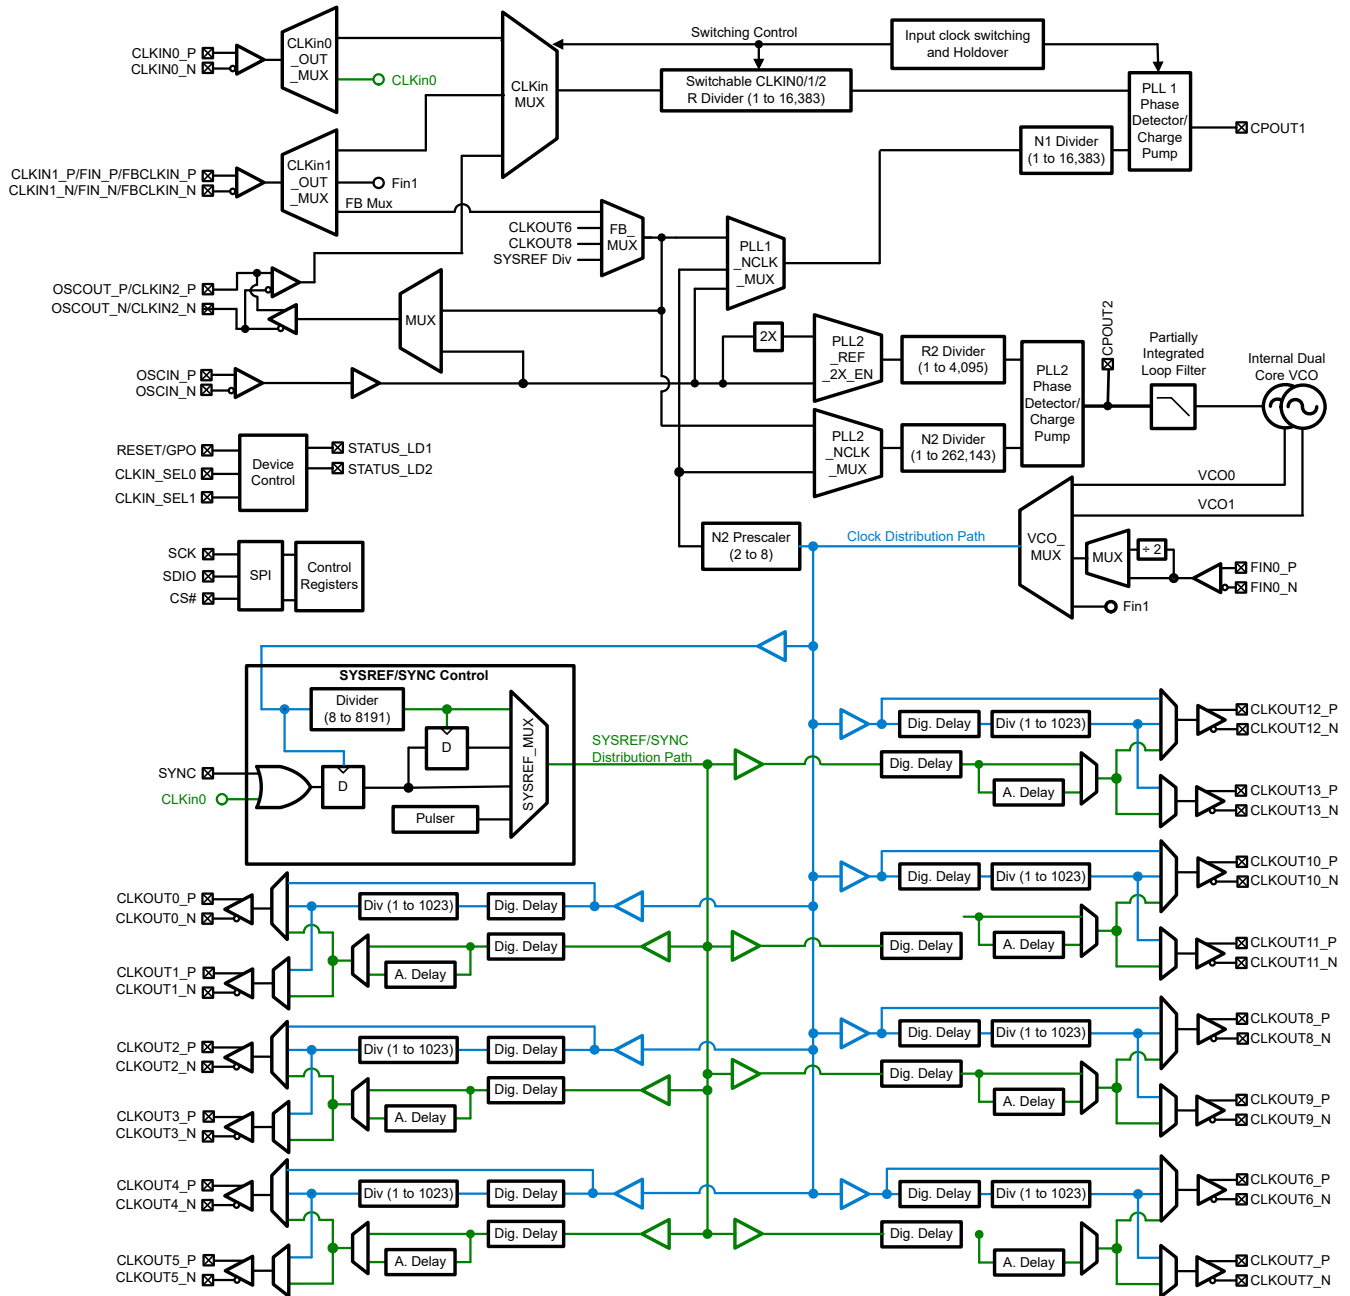 CLKIN0_P
CLKIN0_N
CLKin0
_OUT
_MUX
CLKin0
CLKin
MUX
Switching Control
Input clock switching
and Holdover
Switchable CLKIN0/1/2
R Divider (1 to 16,383)
PLL 1
Phase
Detector/
Charge
Pump
CPOUT1
N1 Divider
(1 to 16,383)
CLKIN1_P/FIN_P/FBCLKIN_P
CLKIN1_N/FIN_N/FBCLKIN_N
CLKin1
_OUT
_MUX
Fin1
FB Mux
CLKOUT6
CLKOUT8
SYSREF Div
FB_
MUX
PLL1
_NCLK
_MUX
OSCOUT_P/CLKIN2_P
OSCOUT_N/CLKIN2_N
MUX
OSCIN_P
OSCIN_N
2X
PLL2
_REF
_2X_EN
R2 Divider
(1 to 4,095)
PLL2
Phase
Detector/
Charge
Pump
CPOUT2
Partially
Integrated
Loop Filter
Internal Dual
Core VCO
PLL2
_NCLK
_MUX
N2 Divider
(1 to 262,143)
RESET/GPO
CLKIN_SEL0
CLKIN_SEL1
Device
Control
STATUS_LD1
STATUS_LD2
VCO0
VCO1
N2 Prescaler
(2 to 8)
Clock Distribution Path
VCO_
MUX
MUX
÷ 2
FIN0_P
FIN0_N
Fin1
SCK
SDIO
CS#
SPI
Control
Registers
SYSREF/SYNC Control
Divider
(8 to 8191)
D
SYNC
CLKin0
D
Pulser
SYSREF_MUX
SYSREF/SYNC
Distribution Path
Dig. Delay
Div (1 to 1023)
Dig. Delay
A. Delay
CLKOUT12_P
CLKOUT12_N
CLKOUT13_P
CLKOUT13_N
Dig. Delay
Div (1 to 1023)
Dig. Delay
A. Delay
CLKOUT10_P
CLKOUT10_N
CLKOUT11_P
CLKOUT11_N
CLKOUT0_P
CLKOUT0_N
Div (1 to 1023)
Dig. Delay
Dig. Delay
A. Delay
CLKOUT1_P
CLKOUT1_N
Dig. Delay
Div (1 to 1023)
Dig. Delay
A. Delay
CLKOUT8_P
CLKOUT8_N
CLKOUT9_P
CLKOUT9_N
CLKOUT2_P
CLKOUT2_N
Div (1 to 1023)
Dig. Delay
Dig. Delay
A. Delay
CLKOUT3_P
CLKOUT3_N
Dig. Delay
Div (1 to 1023)
Dig. Delay
A. Delay
CLKOUT6_P
CLKOUT6_N
CLKOUT7_P
CLKOUT7_N
CLKOUT4_P
CLKOUT4_N
Div (1 to 1023)
Dig. Delay
Dig. Delay
A. Delay
CLKOUT5_P
CLKOUT5_N